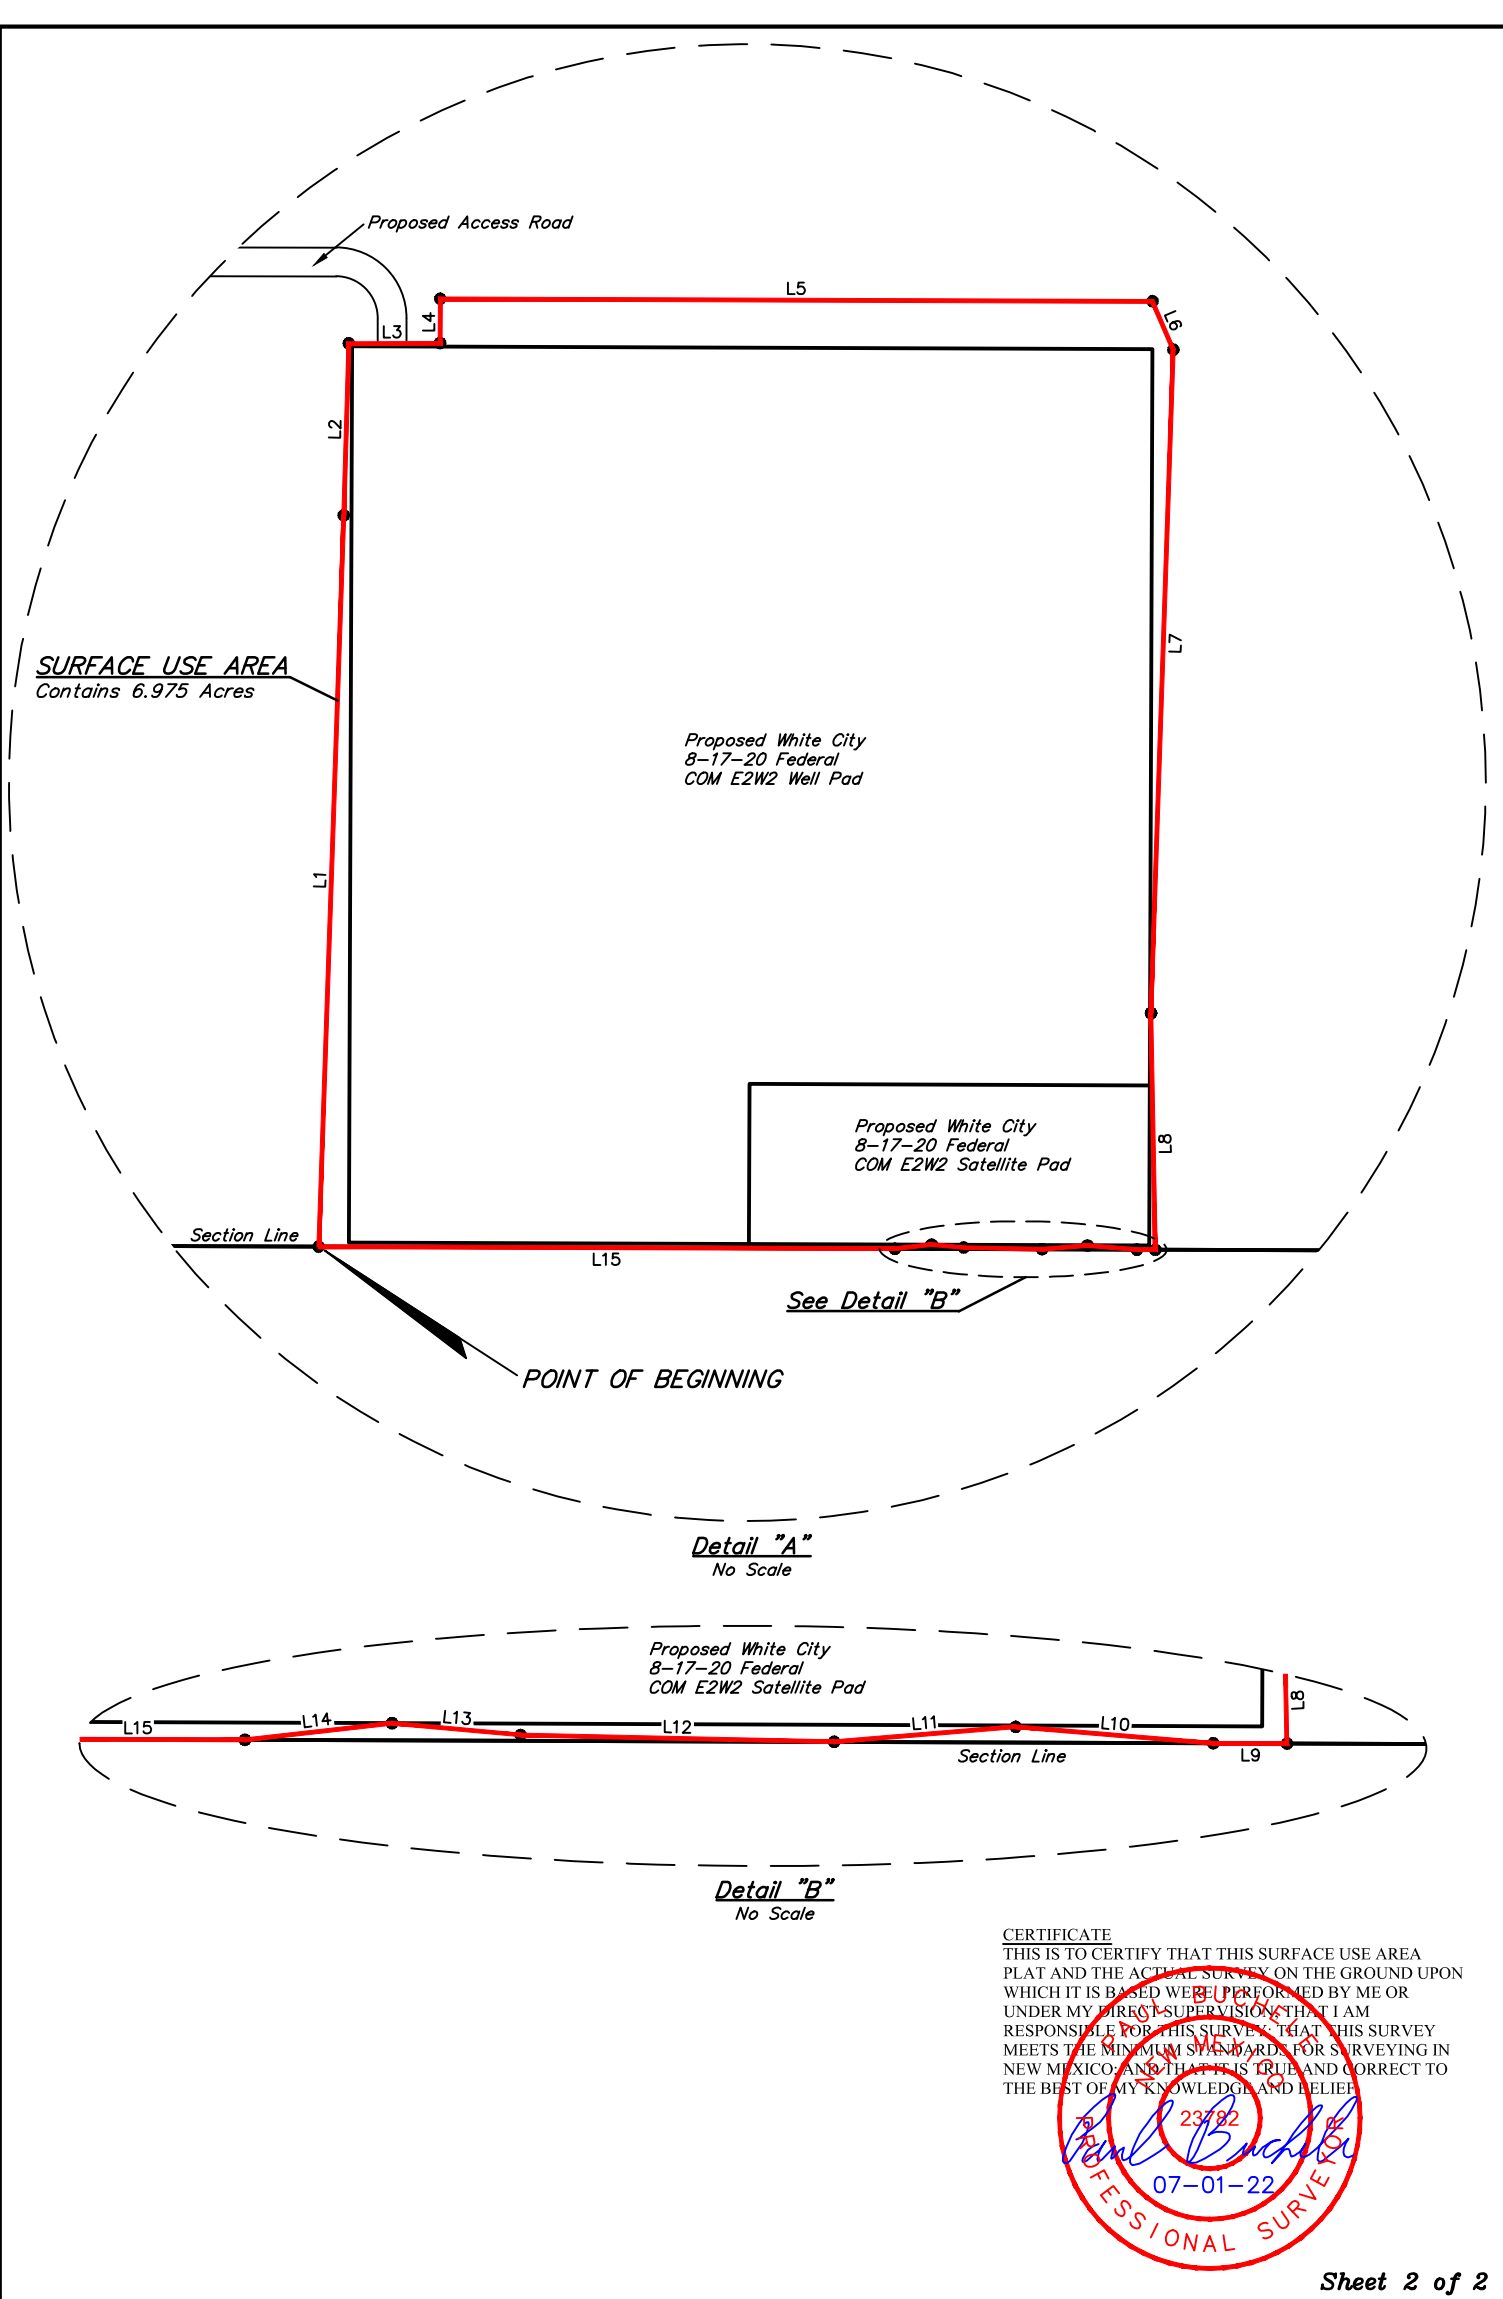 Proposed Access Road
L5
L6
L4
L3
L2
L7
SURFACE USE AREA
Contains 6.975 Acres
Proposed White City
8-17-20 Federal
COM E2W2 Well Pad
L1
Proposed White City
8-17-20 Federal
COM E2W2 Satellite Pad
L8
Section Line
L15
See Detail "B"
POINT OF BEGINNING
Detail "A"
No Scale
Proposed White City
8-17-20 Federal
COM E2W2 Satellite Pad
L8
L15
L14
L13
L12
L11
L10
Section Line
L9
Detail "B"
No Scale
CERTIFICATE
THIS IS TO CERTIFY THAT THIS SURFACE USE AREA
PLAT AND THE ACTUAL SURVEY ON THE GROUND UPON
WHICH IT IS BASED WERE PERFORMED BY ME OR
UNDER MY DIRECT SUPERVISION; THAT I AM
RESPONSIBLE FOR THIS SURVEY; THAT THIS SURVEY
MEETS THE MINIMUM STANDARDS FOR SURVEYING IN
NEW MEXICO; AND THAT IT IS TRUE AND CORRECT TO
THE BEST OF MY KNOWLEDGE AND BELIEF
PAUL BUCHELE
NEW MEXICO
23782
Paul Buchele
07-01-22
PROFESSIONAL SURVEYOR
Sheet 2 of 2